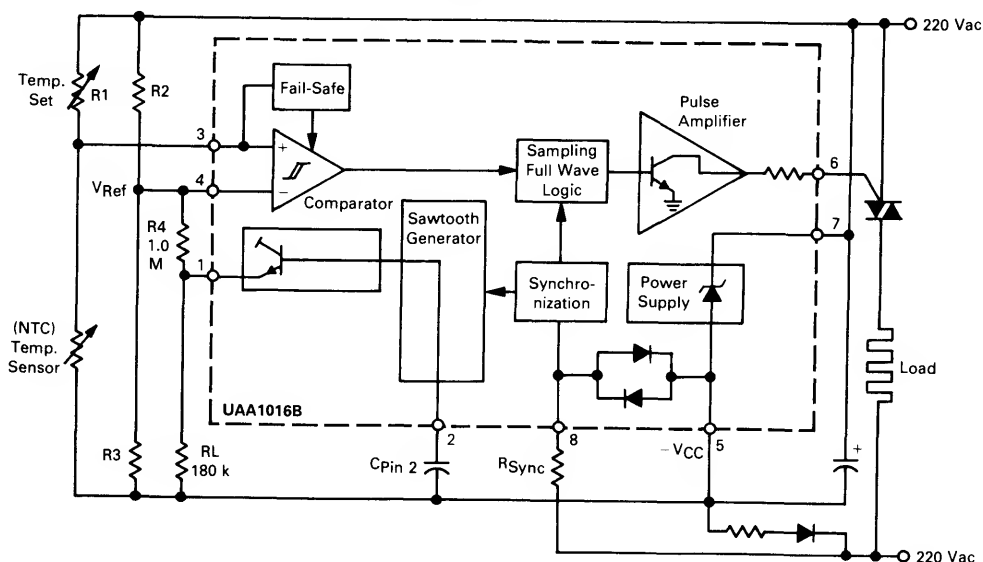 220 Vac
Temp.
Set
R1
R2
Fail-Safe
Pulse
Amplifier
3
+
Sampling
Full Wave
Logic
6
VRef
4
−
Comparator
7
R4
1.0
M
Sawtooth
Generator
1
Synchro-
nization
Power
Supply
(NTC)
Temp.
Sensor
Load
UAA1016B
2
8
−VCC
5
R3
RL
180 k
CPin 2
RSync
+
220 Vac